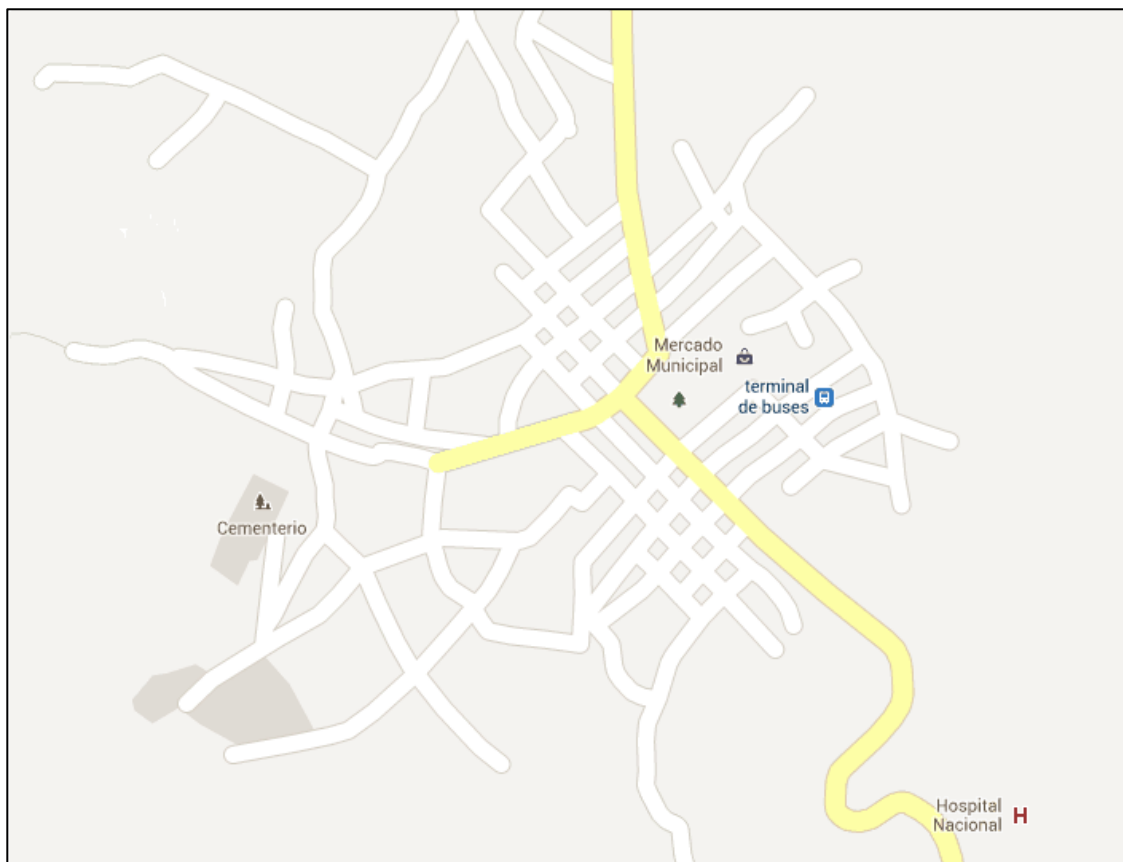 Mercado
Municipal
terminal
de buses
Cementerio
Hospital
Nacional
H